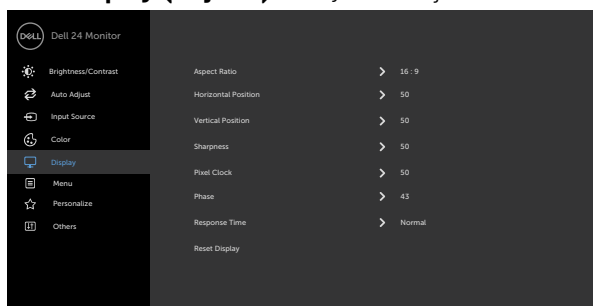 DELL Dell 24 Monitor
Brightness/Contrast
Auto Adjust
Input Source
Color
Display
Menu
Personalize
Others
Aspect Ratio 16 : 9
Horizontal Position 50
Vertical Position 50
Sharpness 50
Pixel Clock 50
Phase 43
Response Time Normal
Reset Display